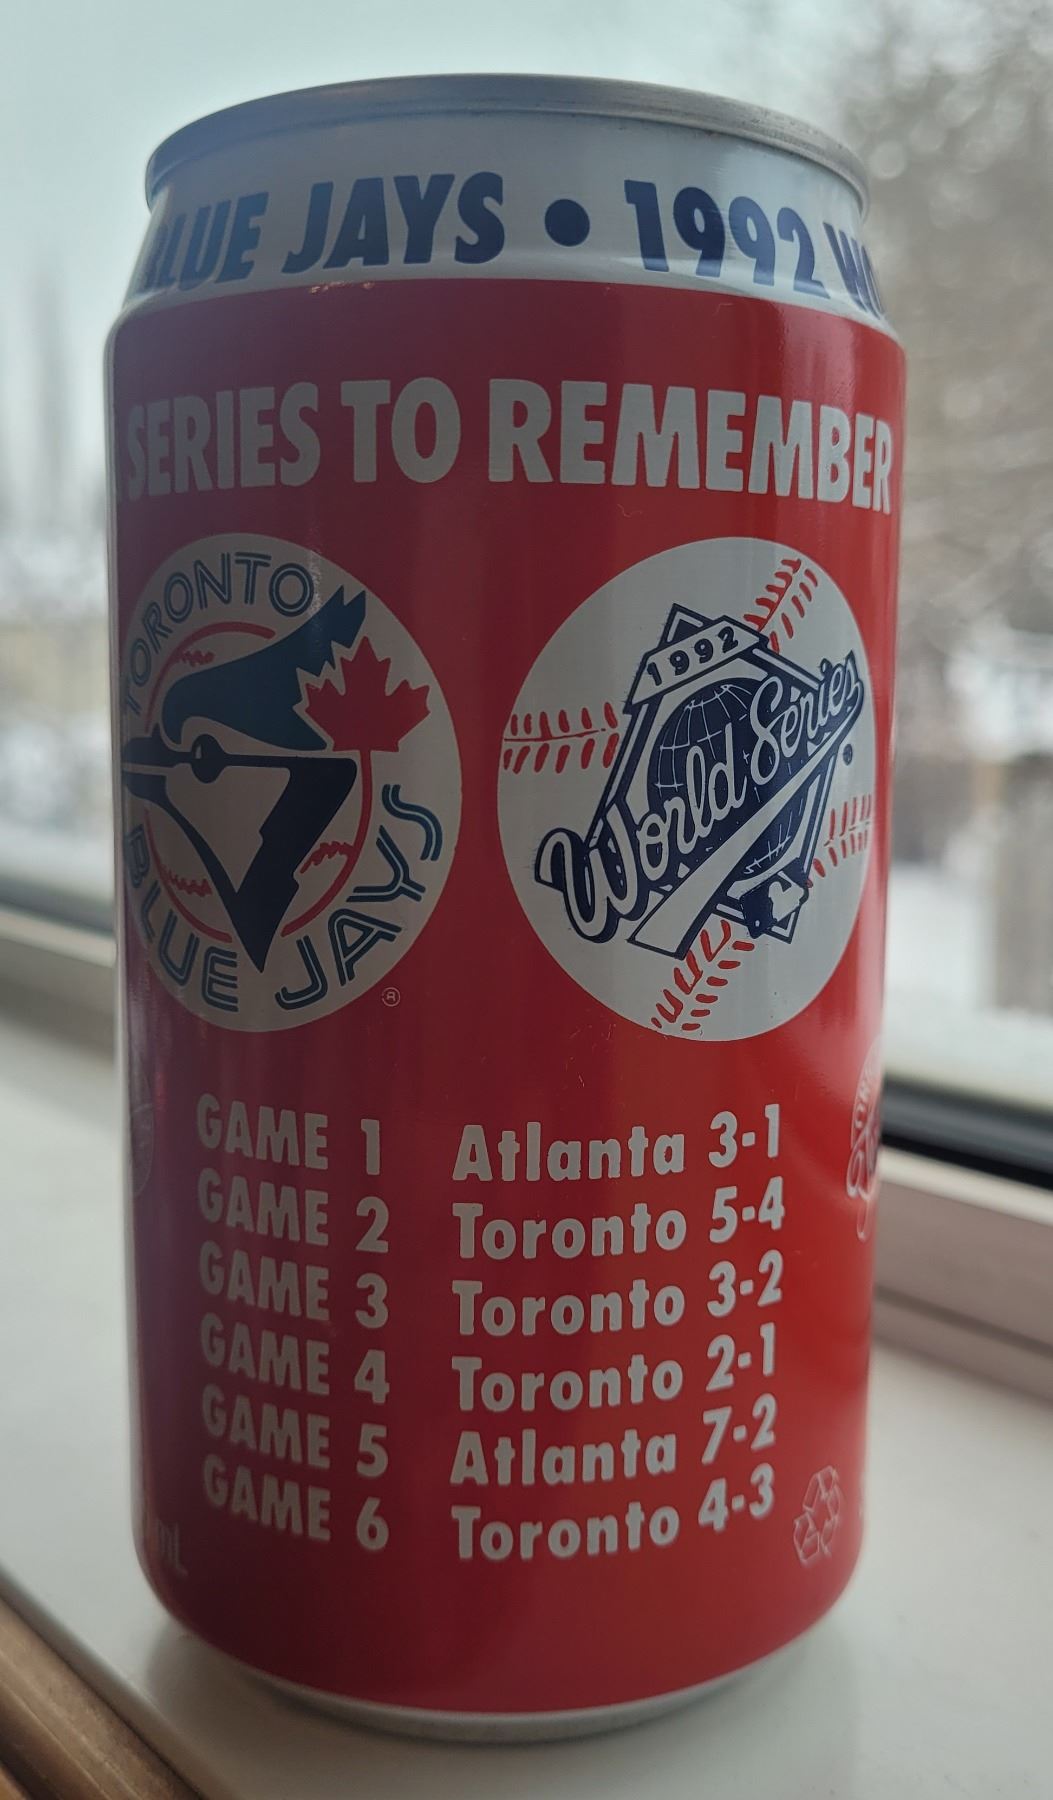 BLUE JAYS • 1992 WO
SERIES TO REMEMBER
TORONTO
BLUE JAYS
®
1992
World Series
GAME 1 Atlanta 3-1
GAME 2 Toronto 5-4
GAME 3 Toronto 3-2
GAME 4 Toronto 2-1
GAME 5 Atlanta 7-2
GAME 6 Toronto 4-3
mL